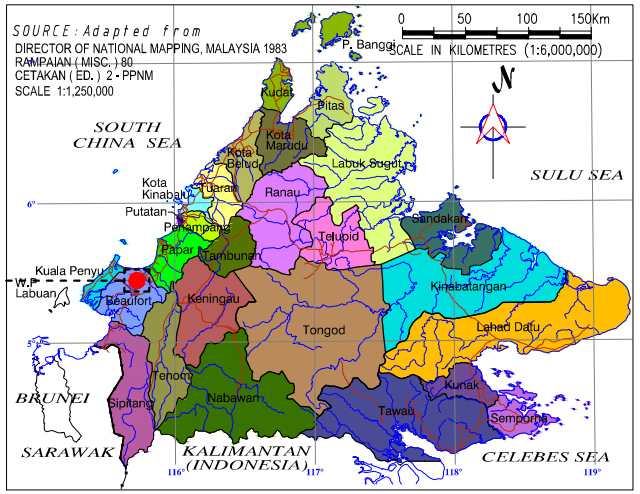 SOURCE: Adapted from
DIRECTOR OF NATIONAL MAPPING, MALAYSIA 1983
RAMPAIAN ( MISC. ) 80
CETAKAN ( ED. ) 2 - PPNM
SCALE 1:1,250,000
0 50 75 100 150Km
SCALE IN KILOMETRES (1:6,000,000)
P. Banggi
N
Kudat
Pitas
SOUTH
CHINA SEA
Kota
Marudu
Kota
Belud
Labuk Sugut
SULU SEA
Kota
Kinabalu
Tuaran
Ranau
6°
Putatan
Penampang
Sandakan
Telupid
Papar
Tambunan
Kuala Penyu
W.P
Labuan
Beaufort
Keningau
Kinabatangan
Tongod
Lahad Datu
5°
Tenom
Kunak
BRUNEI
Sipitang
Nabawan
Tawau
Semporna
SARAWAK
KALIMANTAN
(INDONESIA)
CELEBES SEA
116° 117° 118° 119°